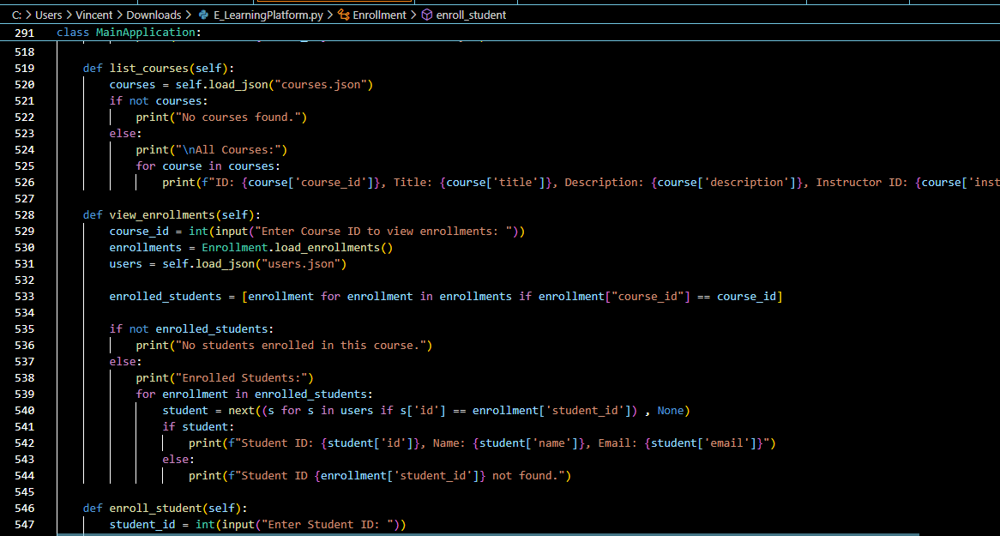 C: > Users > Vincent > Downloads > E_LearningPlatform.py > Enrollment > enroll_student
291 class MainApplication:
518
519 def list_courses(self):
520 courses = self.load_json("courses.json")
521 if not courses:
522 print("No courses found.")
523 else:
524 print("\nAll Courses:")
525 for course in courses:
526 print(f"ID: {course['course_id']}, Title: {course['title']}, Description: {course['description']}, Instructor ID: {course['inst
527
528 def view_enrollments(self):
529 course_id = int(input("Enter Course ID to view enrollments: "))
530 enrollments = Enrollment.load_enrollments()
531 users = self.load_json("users.json")
532
533 enrolled_students = [enrollment for enrollment in enrollments if enrollment["course_id"] == course_id]
534
535 if not enrolled_students:
536 print("No students enrolled in this course.")
537 else:
538 print("Enrolled Students:")
539 for enrollment in enrolled_students:
540 student = next((s for s in users if s['id'] == enrollment['student_id']) , None)
541 if student:
542 print(f"Student ID: {student['id']}, Name: {student['name']}, Email: {student['email']}")
543 else:
544 print(f"Student ID {enrollment['student_id']} not found.")
545
546 def enroll_student(self):
547 student_id = int(input("Enter Student ID: "))